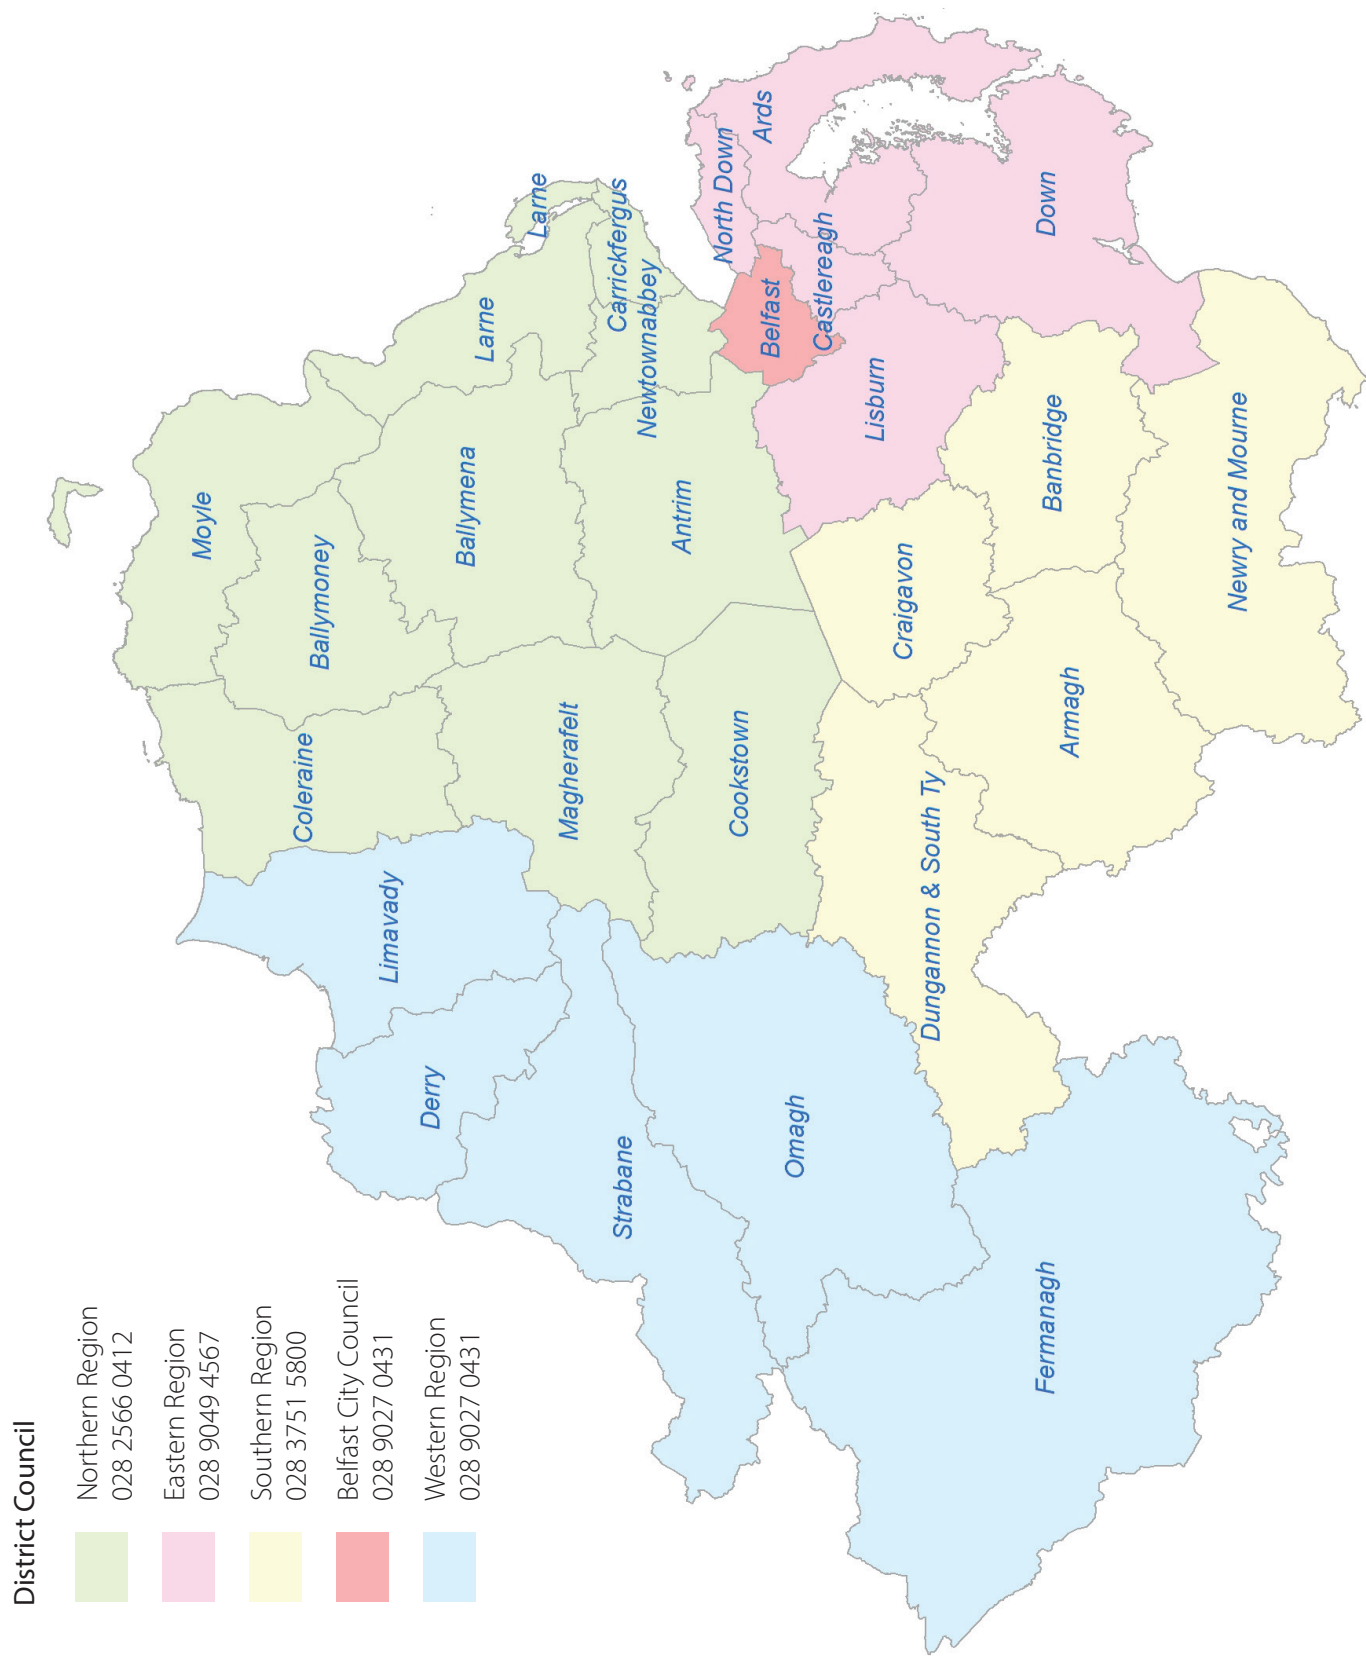 District Council
Northern Region
028 2566 0412
Eastern Region
028 9049 4567
Southern Region
028 3751 5800
Belfast City Council
028 9027 0431
Western Region
028 9027 0431
Moyle
Coleraine
Ballymoney
Limavady
Larne
Larne
Ballymena
Derry
Magherafelt
Carrickfergus
Newtownabbey
Antrim
Strabane
North Down
Ards
Cookstown
Belfast
Omagh
Castlereagh
Lisburn
Craigavon
Dungannon & South Ty
Down
Banbridge
Armagh
Fermanagh
Newry and Mourne